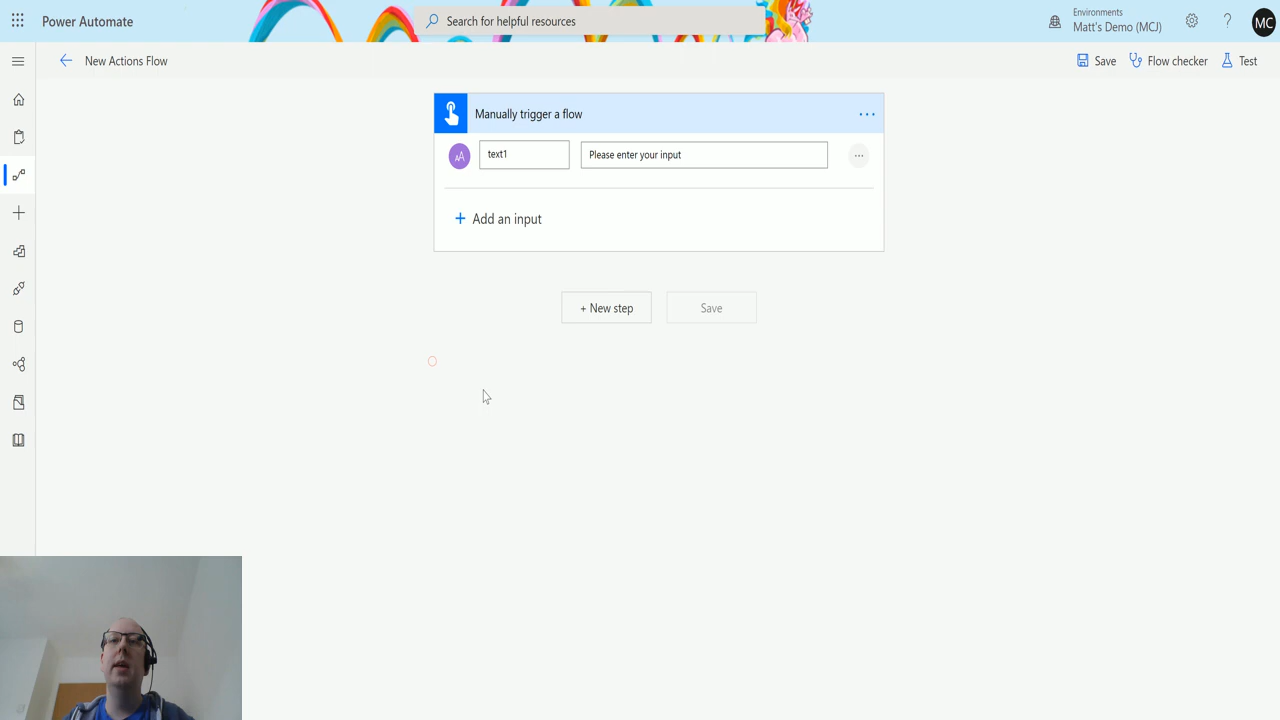 Power Automate
Search for helpful resources
Environments
Matt's Demo (MCJ)
MC
New Actions Flow
Save
Flow checker
Test
Manually trigger a flow
AA
text1
Please enter your input
+ Add an input
+ New step
Save